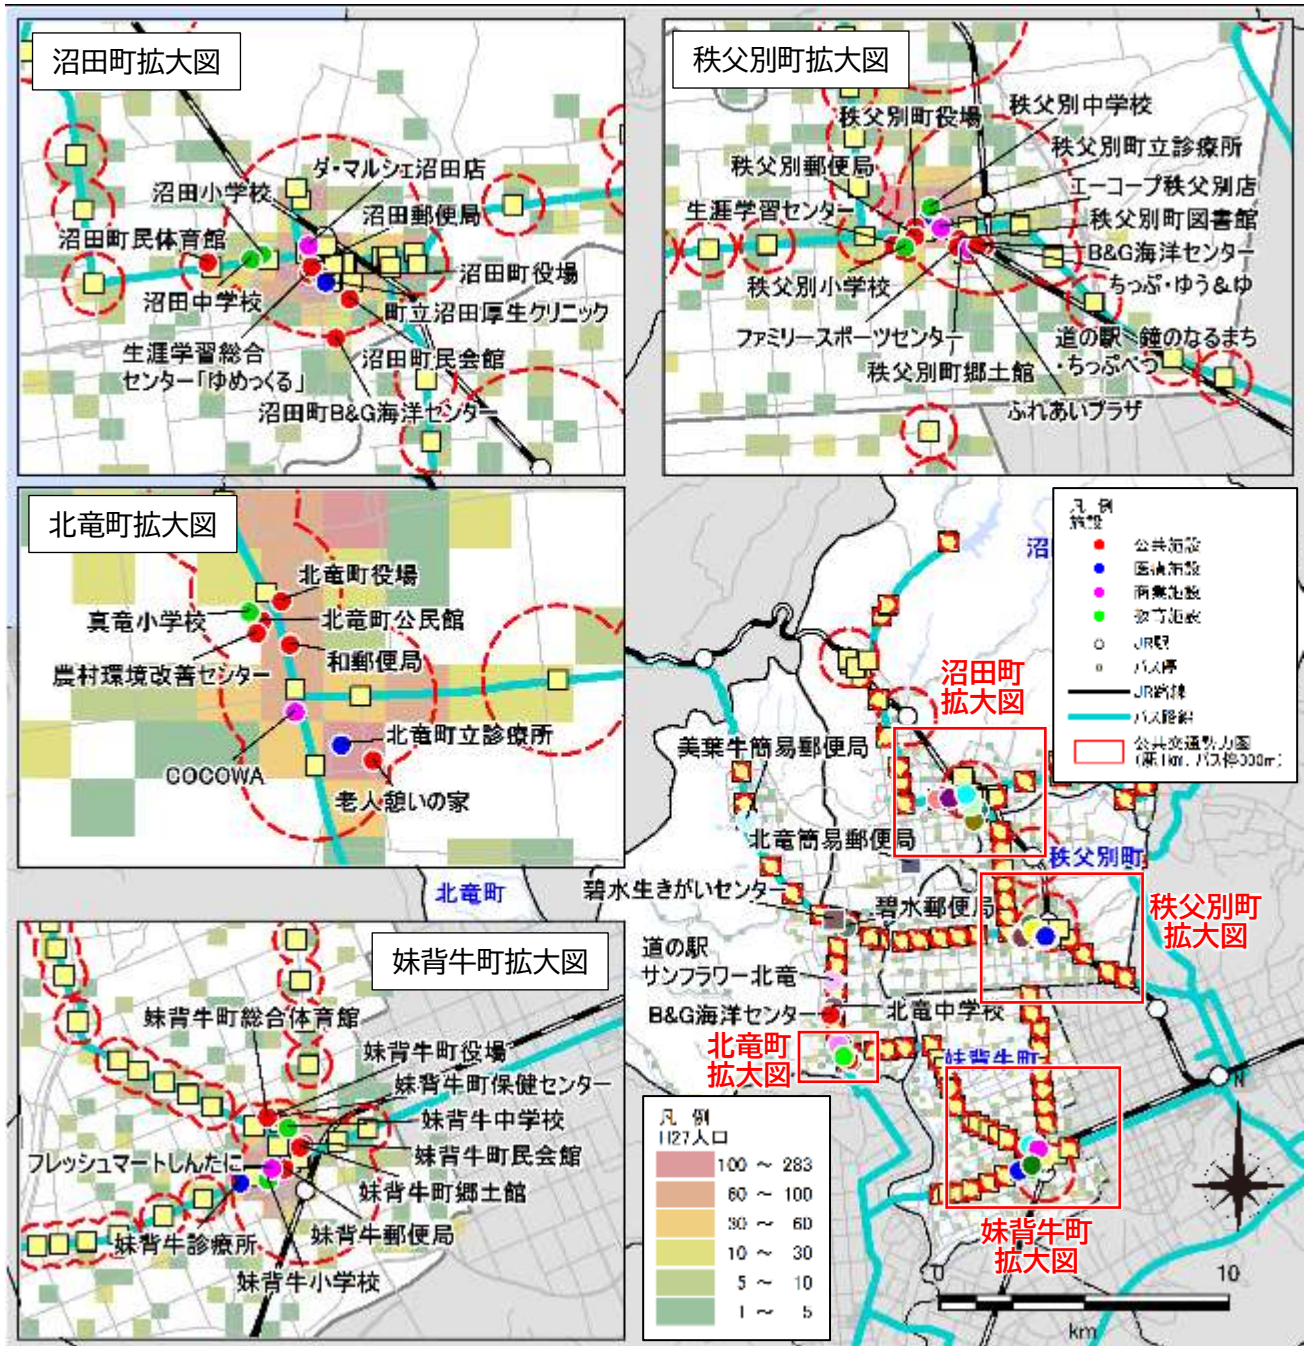 沼田町拡大図
ダ・マルシェ沼田店
沼田小学校
沼田郵便局
沼田町民体育館
沼田町役場
沼田中学校
町立沼田厚生クリニック
生涯学習総合
センター「ゆめっくる」
沼田町民会館
沼田町B&G海洋センター
秩父別町拡大図
秩父別中学校
秩父別町役場
秩父別町立診療所
秩父別郵便局
エーコープ秩父別店
生涯学習センター
秩父別町図書館
B&G海洋センター
ちっぷ・ゆう&ゆ
秩父別小学校
道の駅 鐘のなるまち
・ちっぷべつ
ファミリースポーツセンター
秩父別町郷土館
ふれあいプラザ
北竜町拡大図
北竜町役場
真竜小学校
北竜町公民館
和郵便局
農村環境改善センター
北竜町立診療所
COCOWA
老人憩いの家
凡 例
施設
公共施設
医療施設
商業施設
教育施設
JR駅
バス停
JR路線
バス路線
公共交通勢力圏
沼田町
拡大図
美葉牛簡易郵便局
北竜簡易郵便局
秩父別町
碧水生きがいセンター
碧水郵便局
秩父別町
拡大図
北竜町
道の駅
サンフラワー北竜
B&G海洋センター
北竜中学校
北竜町
拡大図
妹背牛町
妹背牛町
拡大図
妹背牛町拡大図
妹背牛町総合体育館
妹背牛町役場
妹背牛町保健センター
妹背牛中学校
妹背牛町民会館
フレッシュマートしんたに
妹背牛町郷土館
妹背牛郵便局
妹背牛診療所
妹背牛小学校
凡 例
H27人口
100 ～ 283
60 ～ 100
30 ～ 60
10 ～ 30
5 ～ 10
1 ～ 5
N
0 10
km